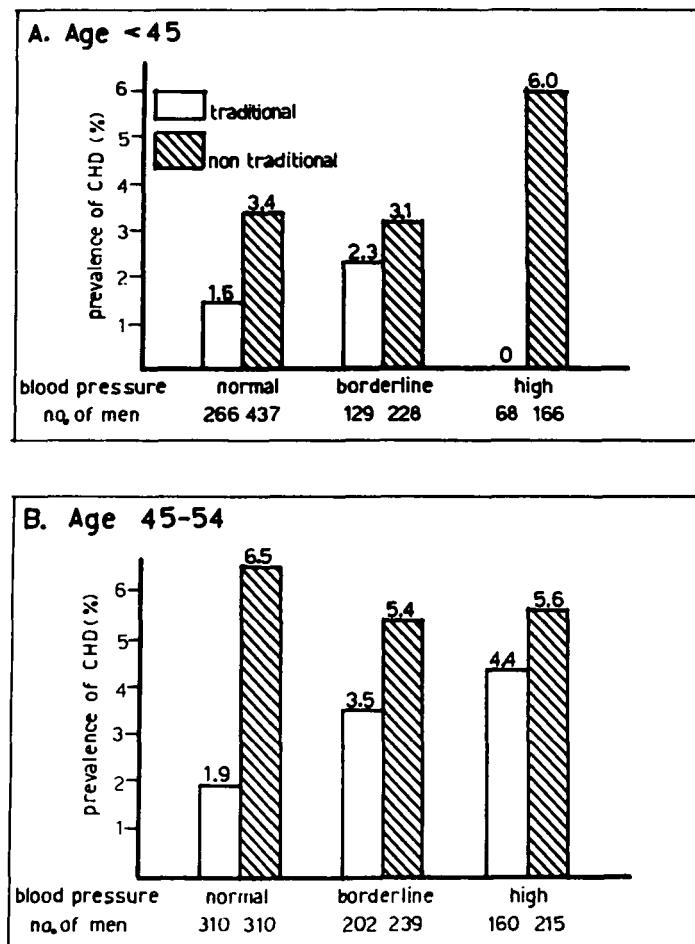 A. Age <45
prevalence of CHD (%)
6
5
4
3
2
1
traditional
non traditional
1.5
3.4
2.3
3.1
0
6.0
blood pressure normal borderline high
no. of men 266 437 129 228 68 166
B. Age 45-54
prevalence of CHD (%)
6
5
4
3
2
1
1.9
6.5
3.5
5.4
4.4
5.6
blood pressure normal borderline high
no. of men 310 310 202 239 160 215